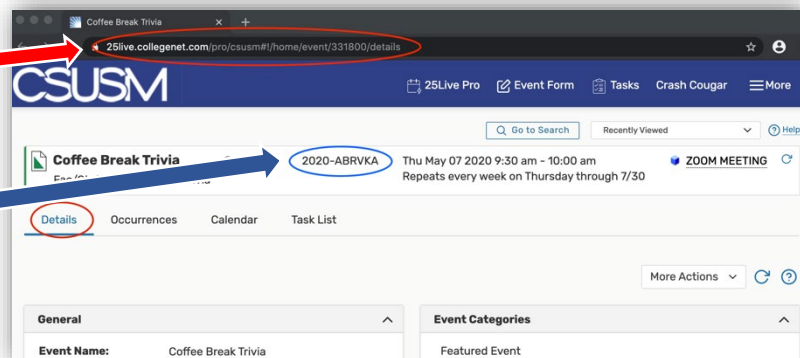 Coffee Break Trivia
25live.collegenet.com/pro/csusm#!/home/event/331800/details
CSUSM
25Live Pro Event Form Tasks Crash Cougar More
Go to Search Recently Viewed Help
Coffee Break Trivia 2020-ABRVKA Thu May 07 2020 9:30 am - 10:00 am ZOOM MEETING
Repeats every week on Thursday through 7/30
Details Occurrences Calendar Task List
More Actions
General Event Categories
Event Name: Coffee Break Trivia Featured Event